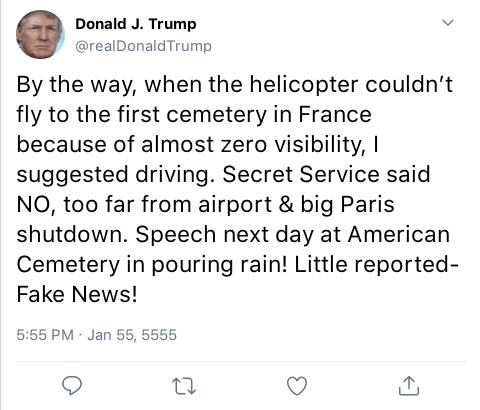 Donald J. Trump
@realDonaldTrump
By the way, when the helicopter couldn’t
fly to the first cemetery in France
because of almost zero visibility, I
suggested driving. Secret Service said
NO, too far from airport & big Paris
shutdown. Speech next day at American
Cemetery in pouring rain! Little reported-
Fake News!
5:55 PM · Jan 55, 5555